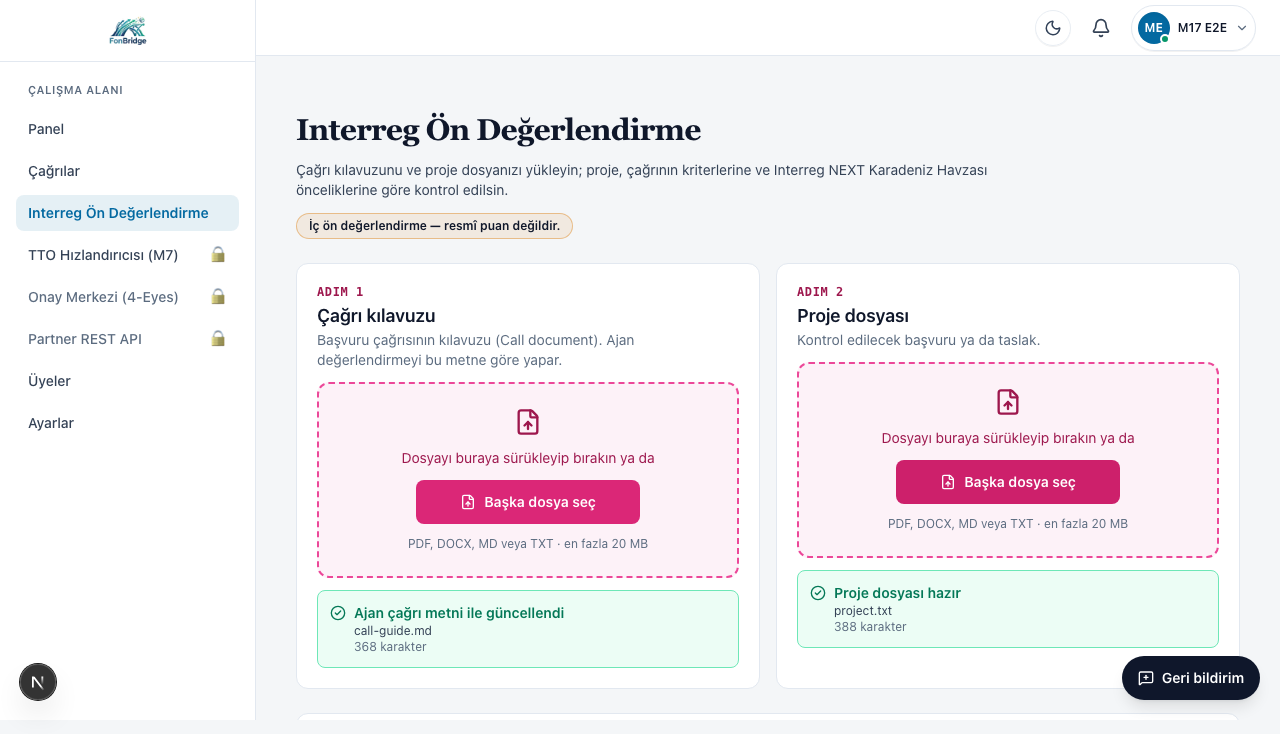 FonBridge
ÇALIŞMA ALANI
Panel
Çağrılar
Interreg Ön Değerlendirme
TTO Hızlandırıcısı (M7)
Onay Merkezi (4-Eyes)
Partner REST API
Üyeler
Ayarlar
N
ME
M17 E2E
Interreg Ön Değerlendirme
Çağrı kılavuzunu ve proje dosyanızı yükleyin; proje, çağrının kriterlerine ve Interreg NEXT Karadeniz Havzası
önceliklerine göre kontrol edilsin.
İç ön değerlendirme — resmî puan değildir.
ADIM 1
Çağrı kılavuzu
Başvuru çağrısının kılavuzu (Call document). Ajan
değerlendirmeyi bu metne göre yapar.
Dosyayı buraya sürükleyip bırakın ya da
Başka dosya seç
PDF, DOCX, MD veya TXT · en fazla 20 MB
Ajan çağrı metni ile güncellendi
call-guide.md
368 karakter
ADIM 2
Proje dosyası
Kontrol edilecek başvuru ya da taslak.
Dosyayı buraya sürükleyip bırakın ya da
Başka dosya seç
PDF, DOCX, MD veya TXT · en fazla 20 MB
Proje dosyası hazır
project.txt
388 karakter
Geri bildirim